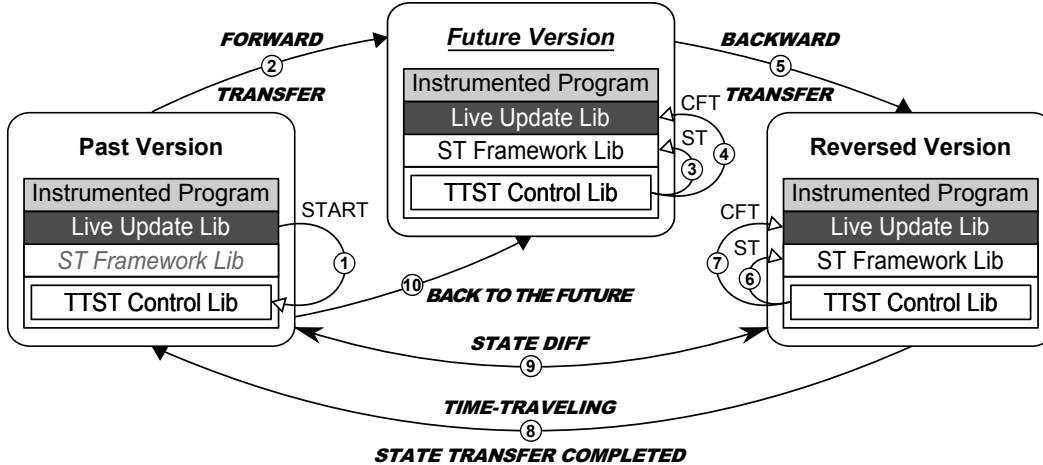 FORWARD
2
TRANSFER
Future Version
Instrumented Program
Live Update Lib
ST Framework Lib
TTST Control Lib
CFT
ST
3
4
BACKWARD
5
TRANSFER
Past Version
Instrumented Program
Live Update Lib
ST Framework Lib
TTST Control Lib
START
1
Reversed Version
Instrumented Program
Live Update Lib
ST Framework Lib
TTST Control Lib
CFT
ST
7
6
10
BACK TO THE FUTURE
STATE DIFF
9
TIME-TRAVELING
8
STATE TRANSFER COMPLETED